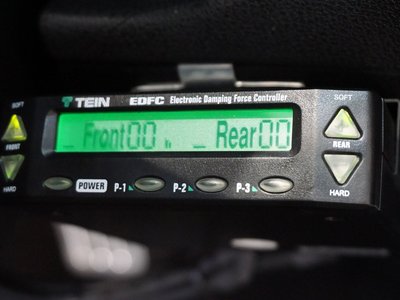 TEIN EDFC Electronic Damping Force Controller
SOFT SOFT
_ Front00 _ Rear00
FRONT REAR
HARD HARD
POWER P-1 P-2 P-3